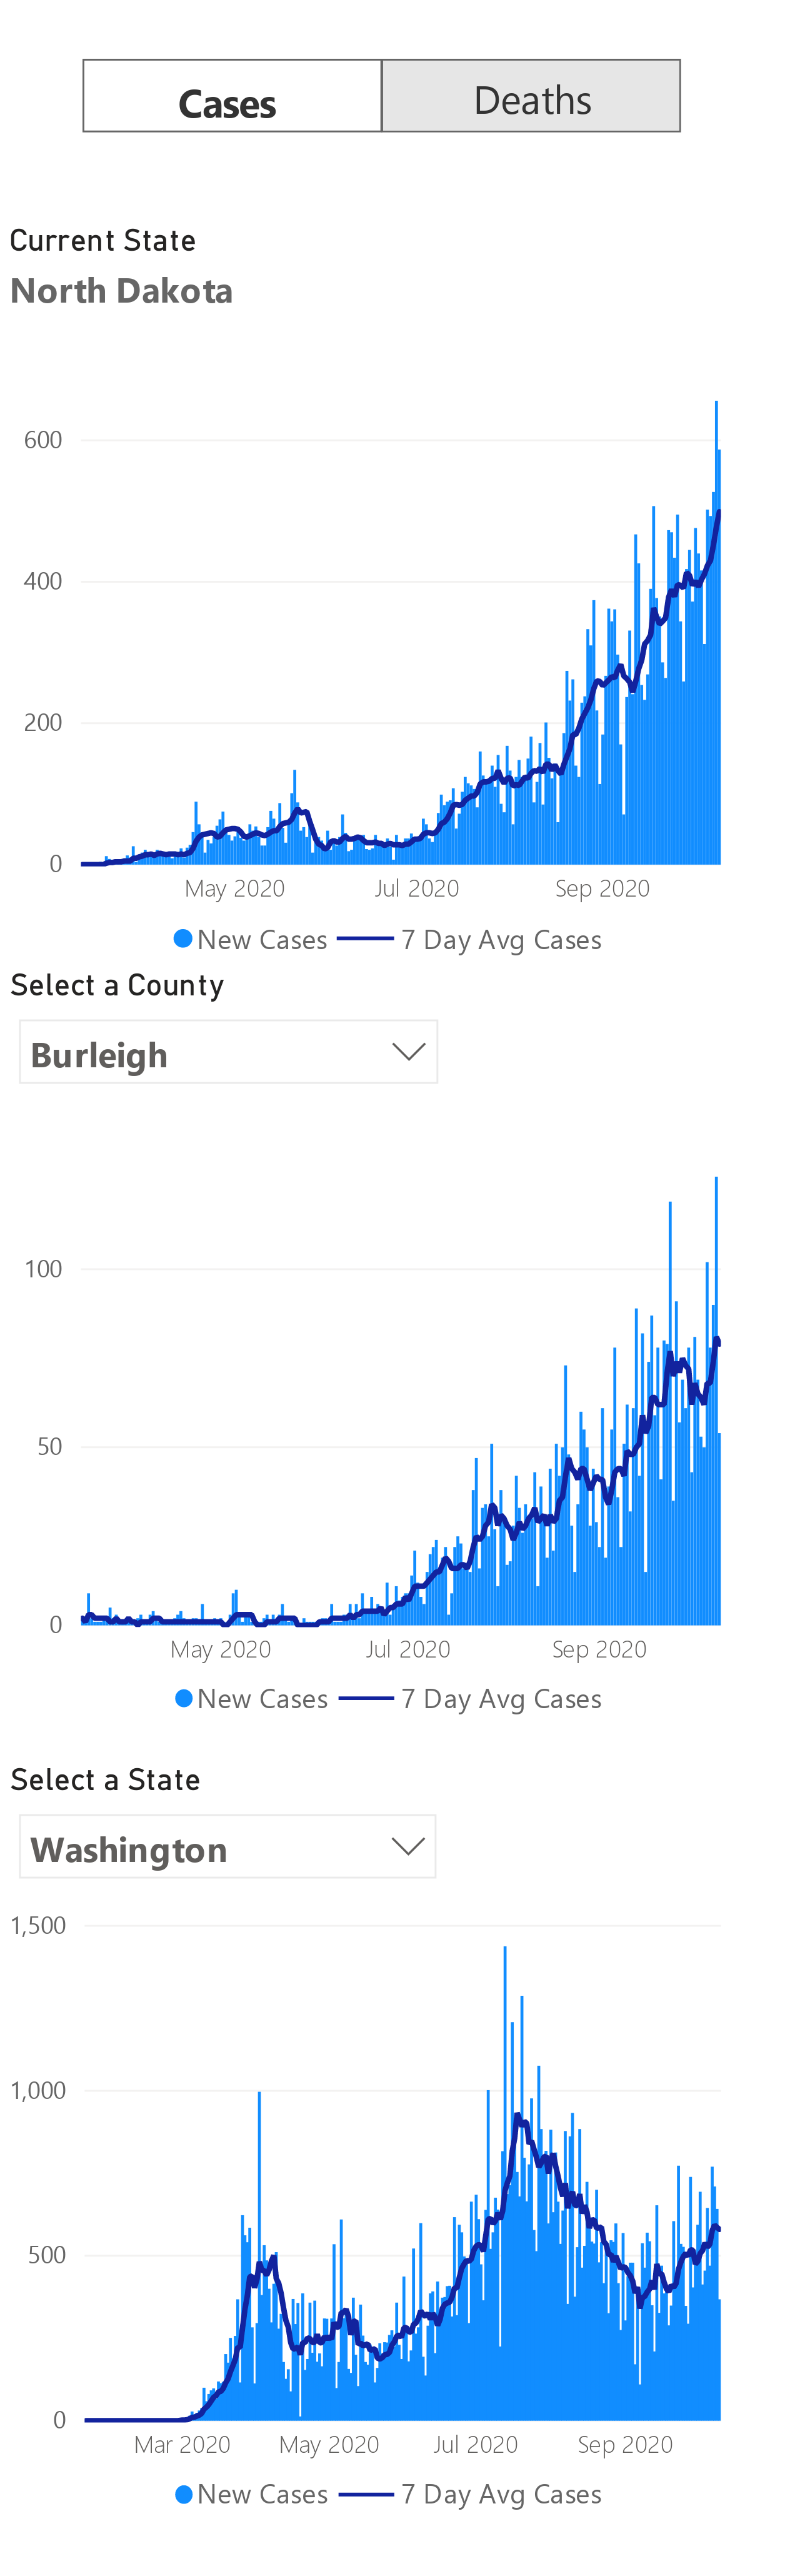 Cases Deaths
Current State
North Dakota
600
400
200
0
May 2020 Jul 2020 Sep 2020
New Cases 7 Day Avg Cases
Select a County
Burleigh
100
50
0
May 2020 Jul 2020 Sep 2020
New Cases 7 Day Avg Cases
Select a State
Washington
1,500
1,000
500
0
Mar 2020 May 2020 Jul 2020 Sep 2020
New Cases 7 Day Avg Cases